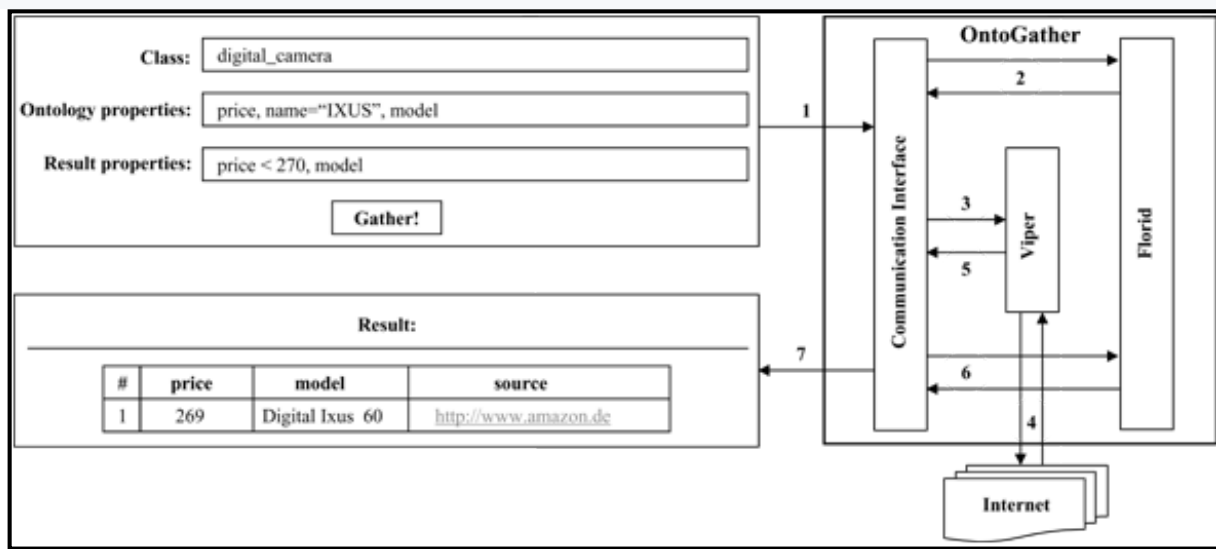 Class: digital_camera
Ontology properties: price, name=“IXUS”, model
Result properties: price < 270, model
Gather!
Result:
# price model source
1 269 Digital Ixus 60 http://www.amazon.de
1
7
OntoGather
Communication Interface
2
3
5
6
4
Viper
Florid
Internet